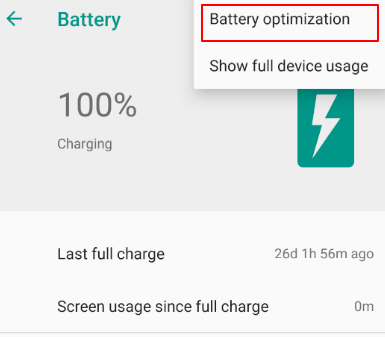 Battery
Battery optimization
Show full device usage
100%
Charging
Last full charge
26d 1h 56m ago
Screen usage since full charge
0m